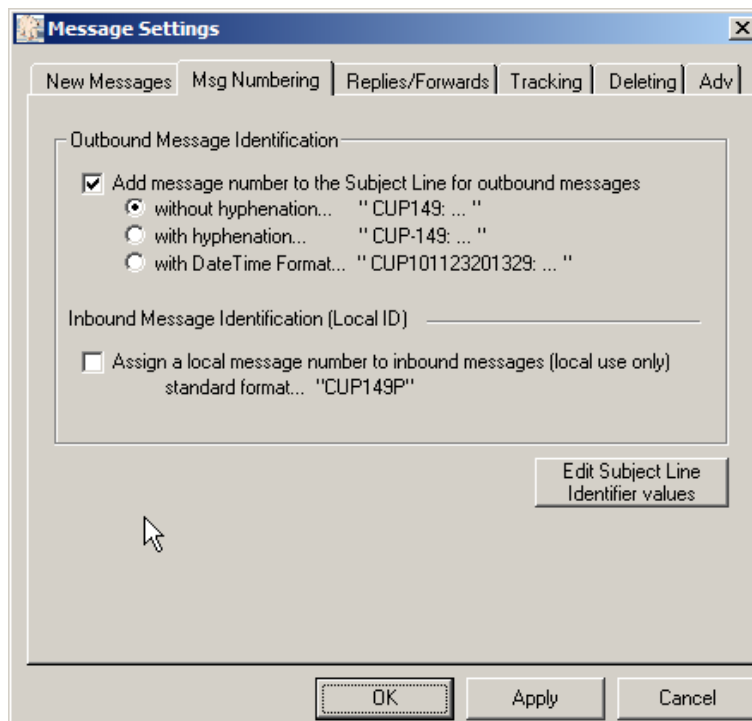 Message Settings
New Messages Msg Numbering Replies/Forwards Tracking Deleting Adv
Outbound Message Identification
Add message number to the Subject Line for outbound messages
without hyphenation... " CUP149: ... "
with hyphenation... " CUP-149: ... "
with DateTime Format... " CUP101123201329: ... "
Inbound Message Identification (Local ID)
Assign a local message number to inbound messages (local use only)
standard format... "CUP149P"
Edit Subject Line
Identifier values
OK Apply Cancel